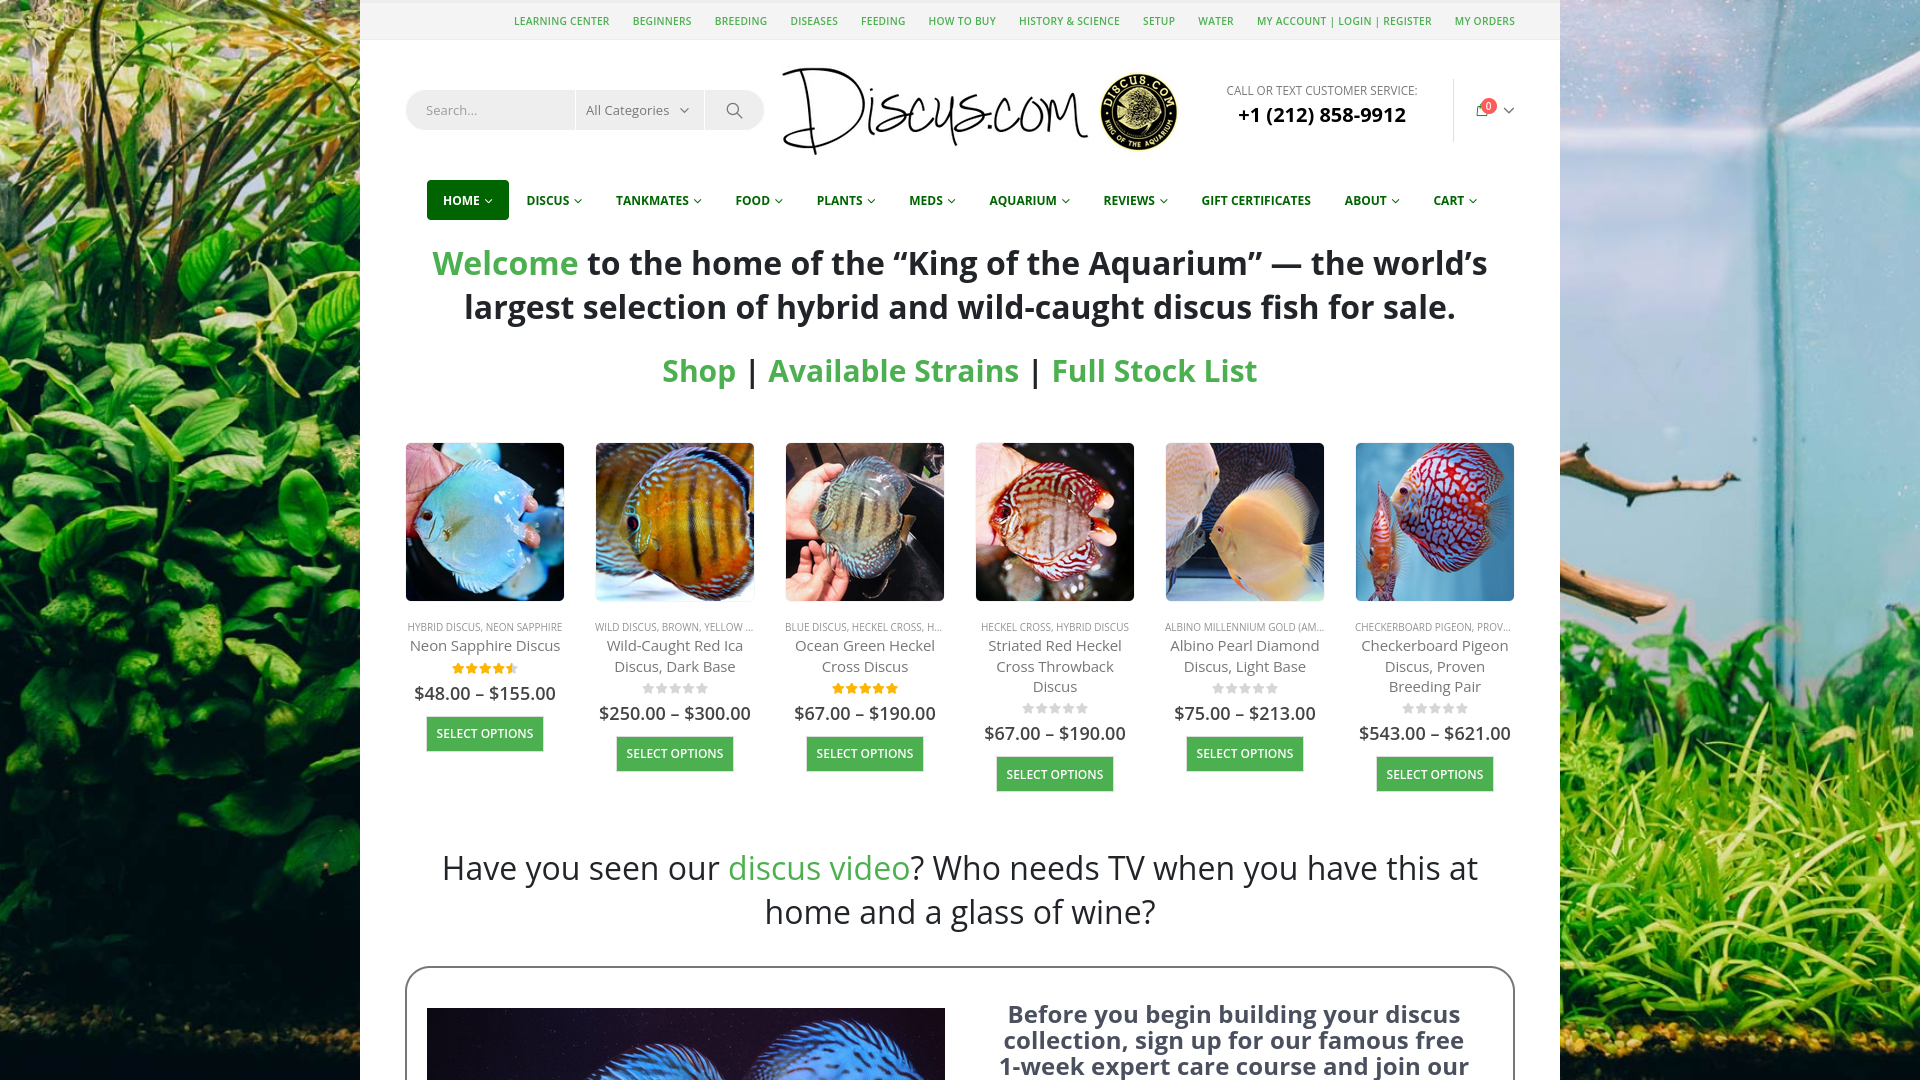 LEARNING CENTER BEGINNERS BREEDING DISEASES FEEDING HOW TO BUY HISTORY & SCIENCE SETUP WATER MY ACCOUNT | LOGIN | REGISTER MY ORDERS
Search...
All Categories
Discus.com
DISCUS.COM
KING OF THE AQUARIUM
CALL OR TEXT CUSTOMER SERVICE:
+1 (212) 858-9912
0
HOME DISCUS TANKMATES FOOD PLANTS MEDS AQUARIUM REVIEWS GIFT CERTIFICATES ABOUT CART
Welcome to the home of the “King of the Aquarium” — the world’s
largest selection of hybrid and wild-caught discus fish for sale.
Shop | Available Strains | Full Stock List
HYBRID DISCUS, NEON SAPPHIRE
Neon Sapphire Discus
$48.00 – $155.00
SELECT OPTIONS
WILD DISCUS, BROWN, YELLOW ...
Wild-Caught Red Ica
Discus, Dark Base
$250.00 – $300.00
SELECT OPTIONS
BLUE DISCUS, HECKEL CROSS, H...
Ocean Green Heckel
Cross Discus
$67.00 – $190.00
SELECT OPTIONS
HECKEL CROSS, HYBRID DISCUS
Striated Red Heckel
Cross Throwback
Discus
$67.00 – $190.00
SELECT OPTIONS
ALBINO MILLENNIUM GOLD (AM...
Albino Pearl Diamond
Discus, Light Base
$75.00 – $213.00
SELECT OPTIONS
CHECKERBOARD PIGEON, PROV...
Checkerboard Pigeon
Discus, Proven
Breeding Pair
$543.00 – $621.00
SELECT OPTIONS
Have you seen our discus video? Who needs TV when you have this at
home and a glass of wine?
Before you begin building your discus
collection, sign up for our famous free
1-week expert care course and join our